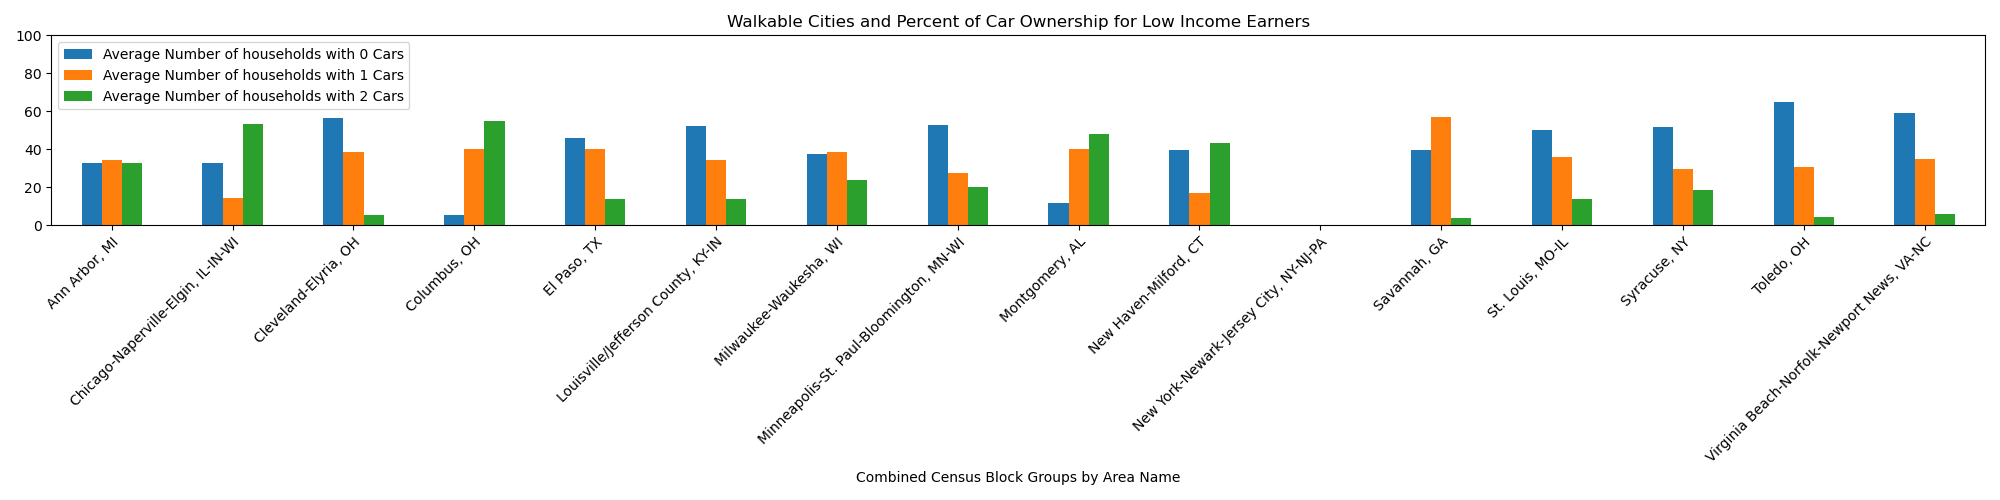 Walkable Cities and Percent of Car Ownership for Low Income Earners
100
80
60
40
20
0
Average Number of households with 0 Cars
Average Number of households with 1 Cars
Average Number of households with 2 Cars
Ann Arbor, MI
Chicago-Naperville-Elgin, IL-IN-WI
Cleveland-Elyria, OH
Columbus, OH
El Paso, TX
Louisville/Jefferson County, KY-IN
Milwaukee-Waukesha, WI
Minneapolis-St. Paul-Bloomington, MN-WI
Montgomery, AL
New Haven-Milford, CT
New York-Newark-Jersey City, NY-NJ-PA
Savannah, GA
St. Louis, MO-IL
Syracuse, NY
Toledo, OH
Virginia Beach-Norfolk-Newport News, VA-NC
Combined Census Block Groups by Area Name